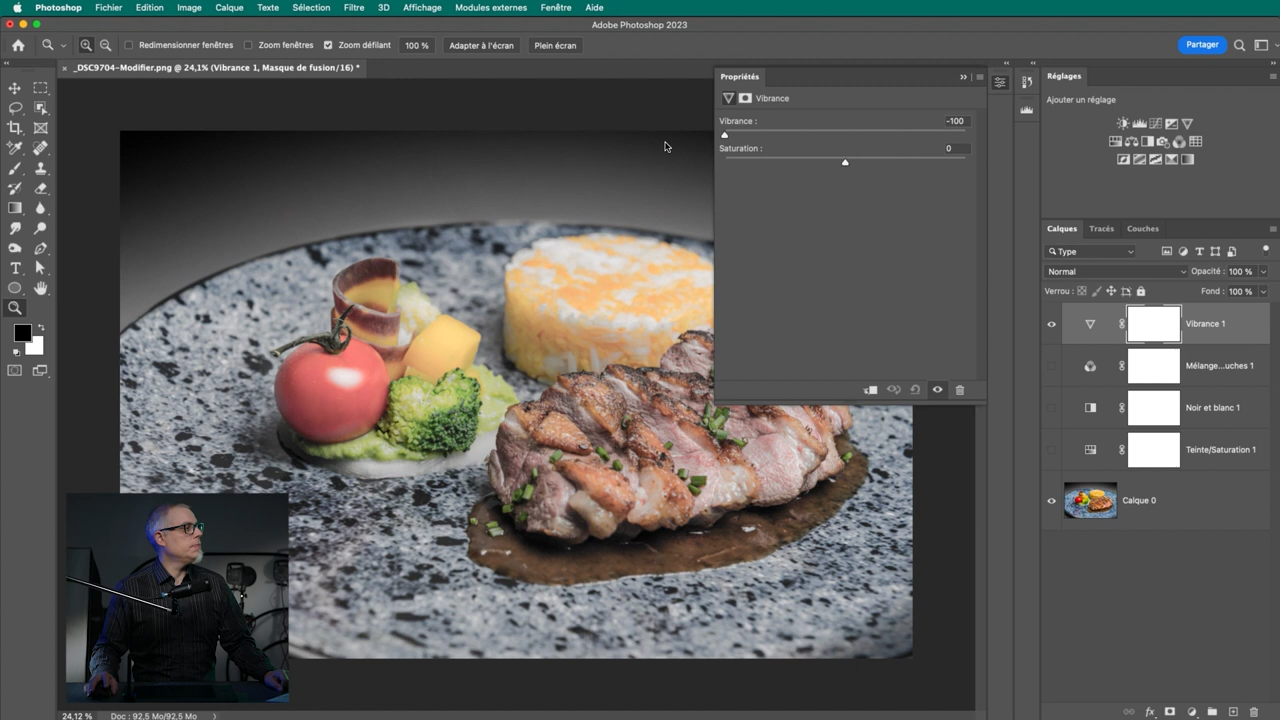 Photoshop Fichier Edition Image Calque Texte Sélection Filtre 3D Affichage Modules externes Fenêtre Aide
Adobe Photoshop 2023
Redimensionner fenêtres Zoom fenêtres Zoom défilant 100 % Adapter à l'écran Plein écran Partager
× _DSC9704-Modifier.png @ 24,1% (Vibrance 1, Masque de fusion/16) *
Propriétés
Vibrance
Vibrance : -100
Saturation : 0
Réglages
Ajouter un réglage
Calques Tracés Couches
Type
Normal Opacité : 100 %
Verrou : Fond : 100 %
Vibrance 1
Mélange...uches 1
Noir et blanc 1
Teinte/Saturation 1
Calque 0
24,12 % Doc : 92,5 Mo/92,5 Mo